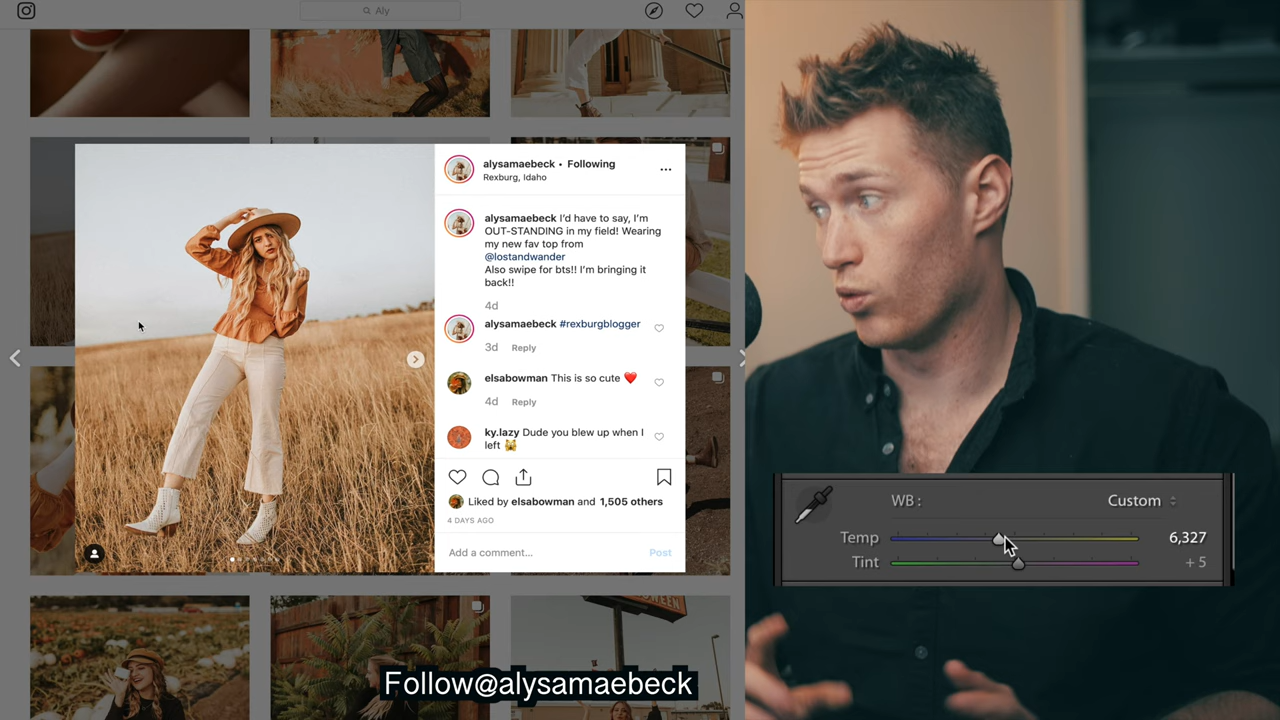 Aly
alysamaebeck • Following
Rexburg, Idaho
alysamaebeck I'd have to say, I'm
OUT-STANDING in my field! Wearing
my new fav top from
@lostandwander
Also swipe for bts!! I'm bringing it
back!!
4d
alysamaebeck #rexburgblogger
3d Reply
elsabowman This is so cute ❤️
4d Reply
ky.lazy Dude you blew up when I
left 😹
Liked by elsabowman and 1,505 others
4 DAYS AGO
Add a comment... Post
WB : Custom
Temp 6,327
Tint + 5
Follow@alysamaebeck